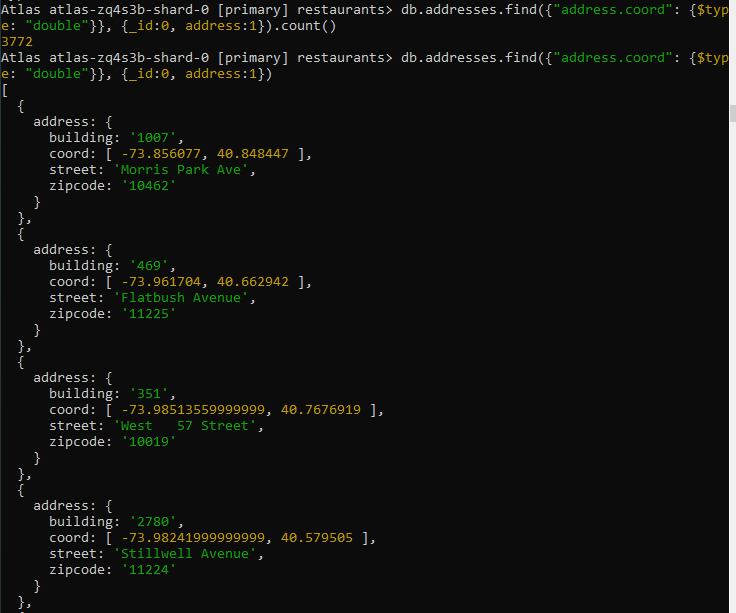 Atlas atlas-zq4s3b-shard-0 [primary] restaurants> db.addresses.find({"address.coord": {$typ
e: "double"}}, {_id:0, address:1}).count()
3772
Atlas atlas-zq4s3b-shard-0 [primary] restaurants> db.addresses.find({"address.coord": {$typ
e: "double"}}, {_id:0, address:1})
[
  {
    address: {
      building: '1007',
      coord: [ -73.856077, 40.848447 ],
      street: 'Morris Park Ave',
      zipcode: '10462'
    }
  },
  {
    address: {
      building: '469',
      coord: [ -73.961704, 40.662942 ],
      street: 'Flatbush Avenue',
      zipcode: '11225'
    }
  },
  {
    address: {
      building: '351',
      coord: [ -73.98513559999999, 40.7676919 ],
      street: 'West   57 Street',
      zipcode: '10019'
    }
  },
  {
    address: {
      building: '2780',
      coord: [ -73.98241999999999, 40.579505 ],
      street: 'Stillwell Avenue',
      zipcode: '11224'
    }
  },